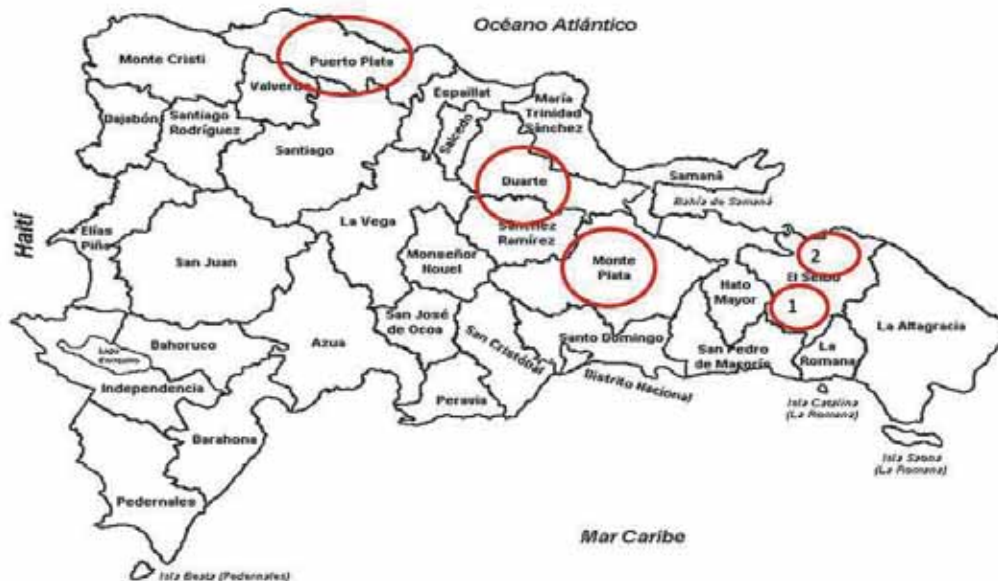 Océano Atlántico
Puerto Plata
Monte Cristi
Valverde
Espaillat
María
Trinidad
Sánchez
Dajabón
Santiago
Rodríguez
Salcedo
Santiago
Duarte
Samaná
Bahía de Samaná
Haití
Elías
Piña
La Vega
Sánchez
Ramírez
San Juan
Monseñor
Nouel
Monte
Plata
2
El Seibo
Hato
Mayor
1
San José
de Ocoa
La Altagracia
Azua
San Cristóbal
Santo Domingo
La
Romana
San Pedro
de Macorís
Bahoruco
Distrito Nacional
Independencia
Peravia
Isla Catalina
(La Romana)
Barahona
Isla Saona
(La Romana)
Pedernales
Mar Caribe
Isla Beata (Pedernales)